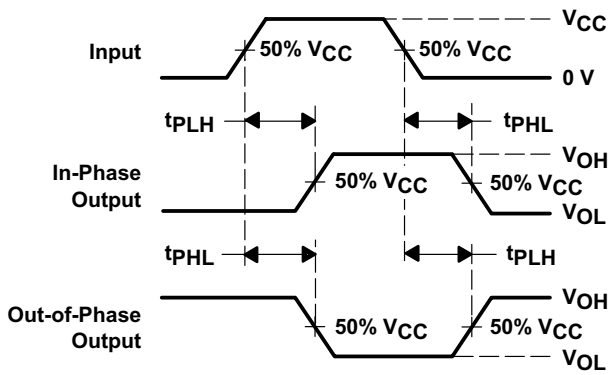 VCC
Input
50% VCC
50% VCC
0 V
tPLH
tPHL
In-Phase
Output
VOH
50% VCC
50% VCC
VOL
tPHL
tPLH
Out-of-Phase
Output
VOH
50% VCC
50% VCC
VOL